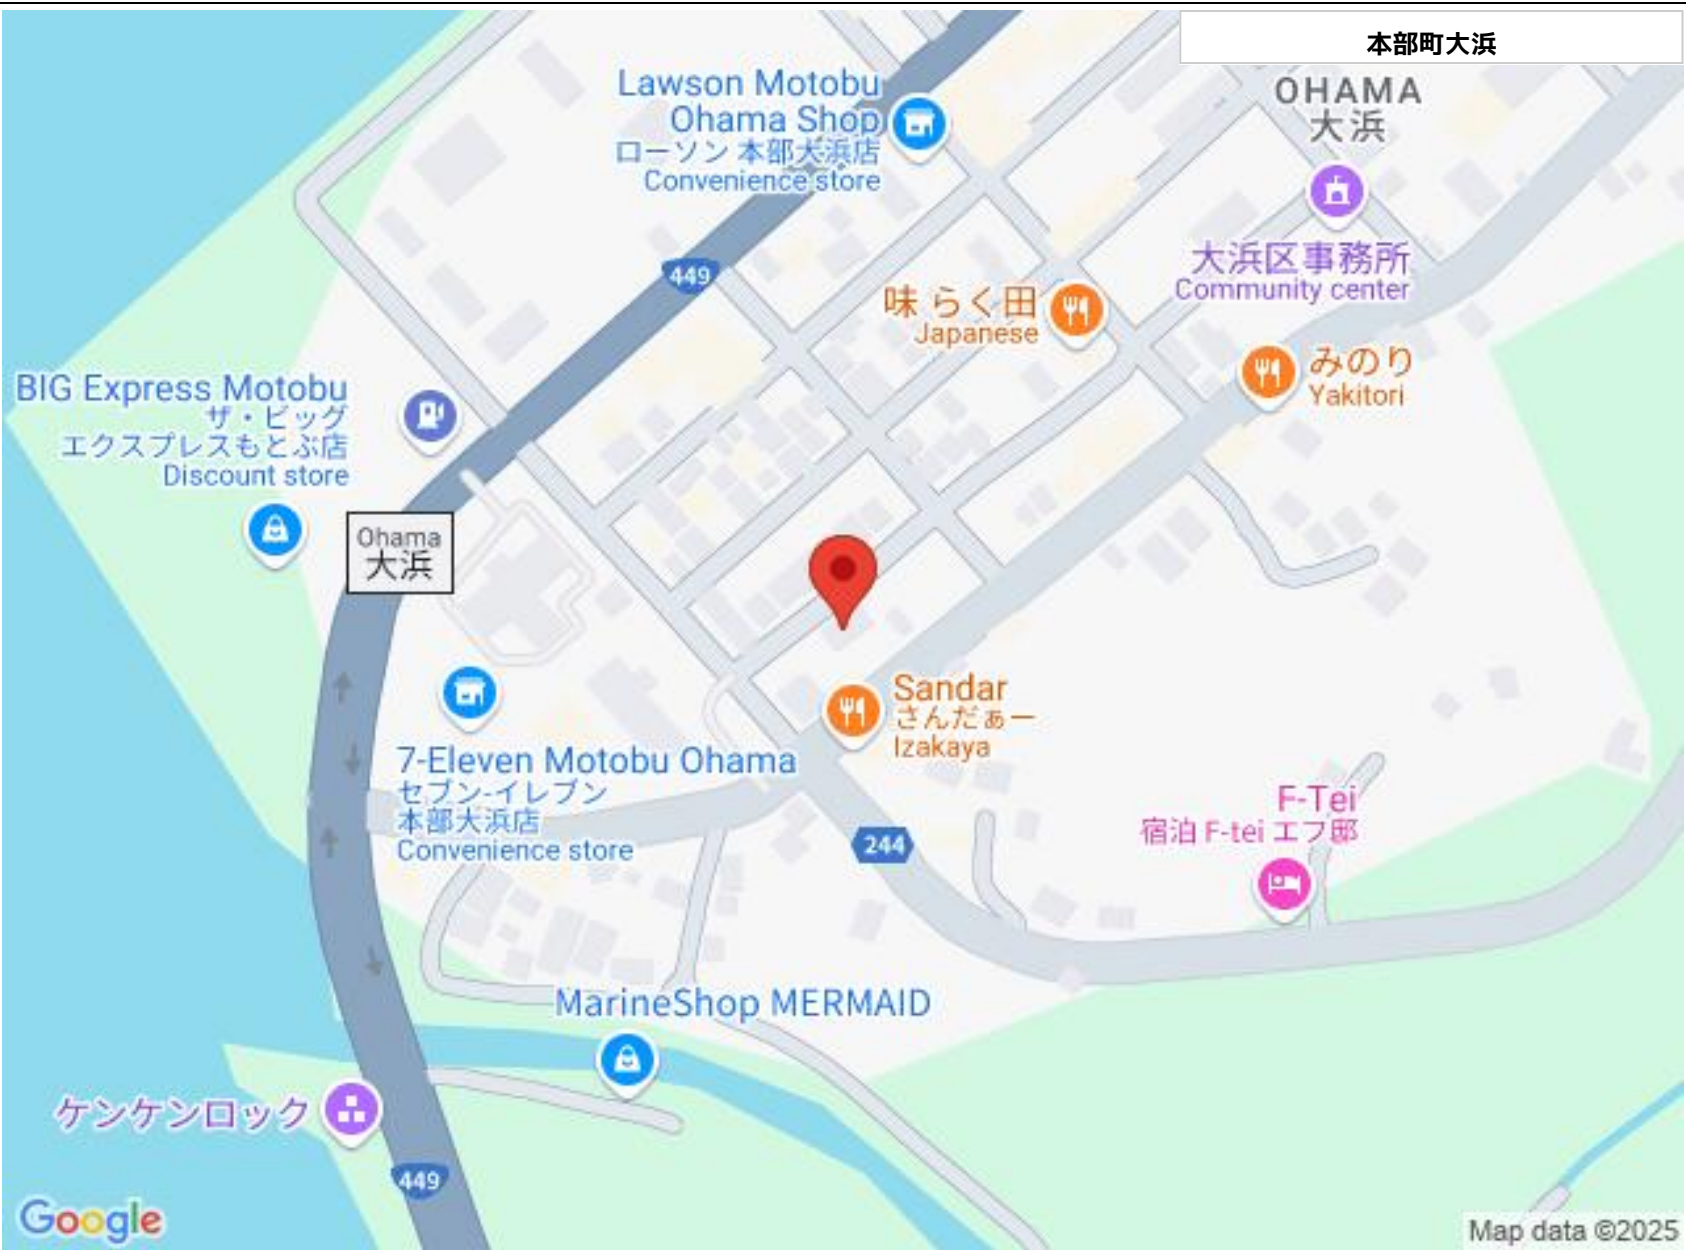 本部町大浜
Lawson Motobu
Ohama Shop
ローソン 本部大浜店
Convenience store
OHAMA
大浜
大浜区事務所
Community center
449
味 らく田
Japanese
みのり
Yakitori
BIG Express Motobu
ザ・ビッグ
エクスプレスもとぶ店
Discount store
Ohama
大浜
Sandar
さんだぁー
Izakaya
7-Eleven Motobu Ohama
セブン-イレブン
本部大浜店
Convenience store
F-Tei
宿泊 F-tei エフ邸
244
MarineShop MERMAID
ケンケンロック
449
Google
Map data ©2025